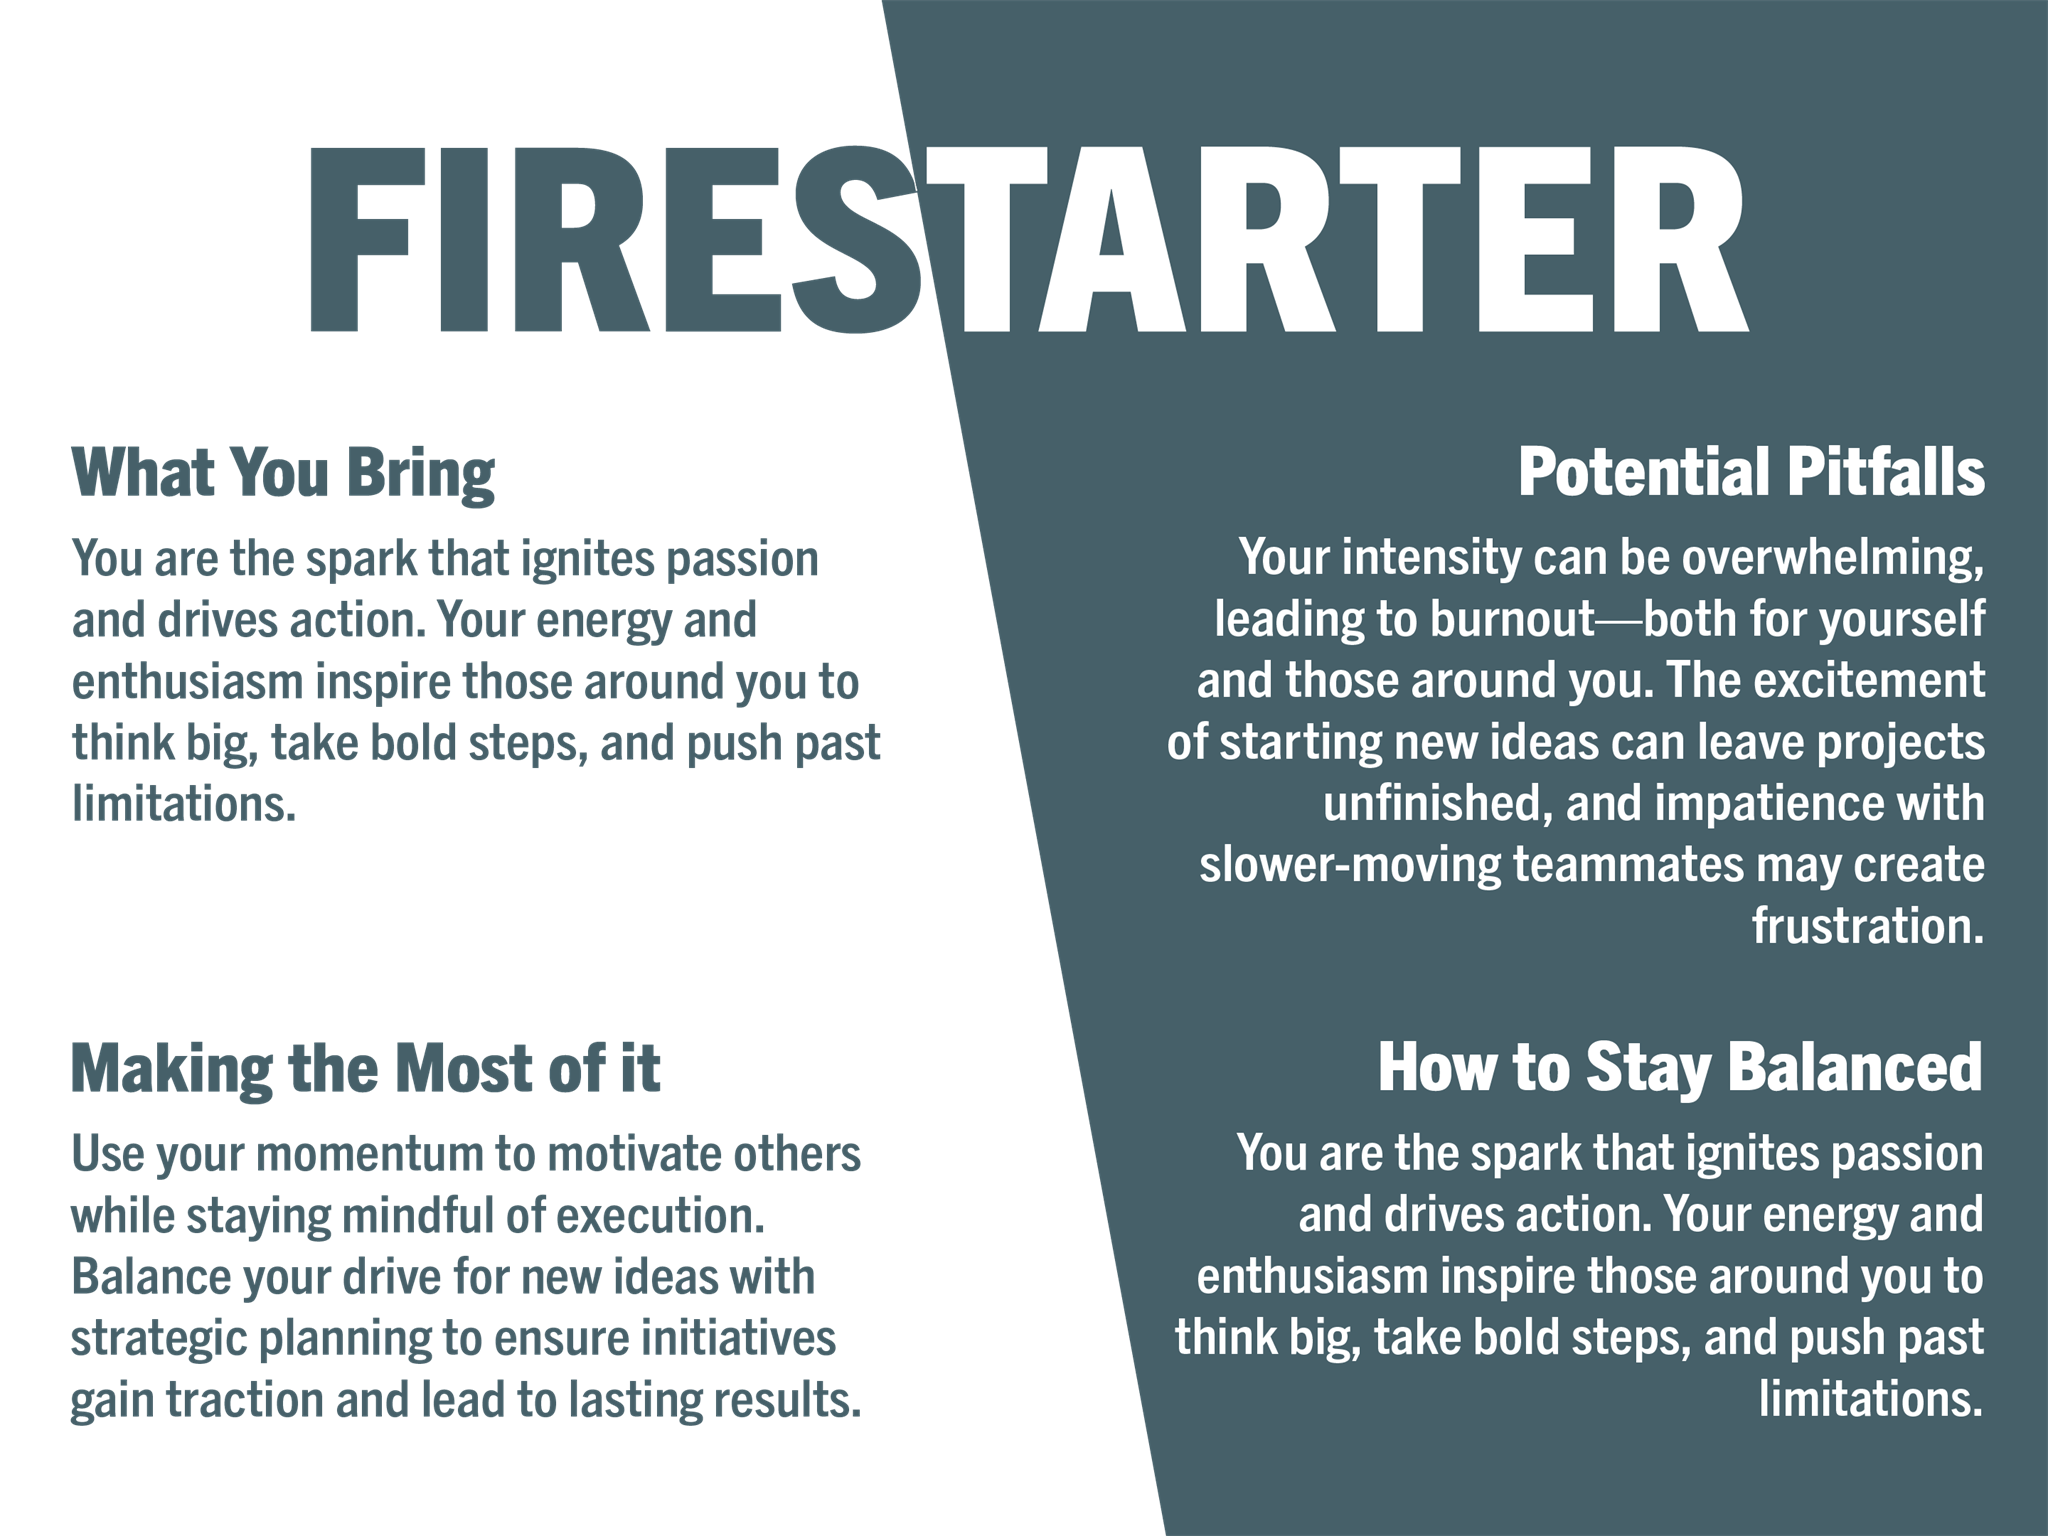 FIRESTARTER
What You Bring
You are the spark that ignites passion
and drives action. Your energy and
enthusiasm inspire those around you to
think big, take bold steps, and push past
limitations.
Potential Pitfalls
Your intensity can be overwhelming,
leading to burnout—both for yourself
and those around you. The excitement
of starting new ideas can leave projects
unfinished, and impatience with
slower-moving teammates may create
frustration.
Making the Most of it
Use your momentum to motivate others
while staying mindful of execution.
Balance your drive for new ideas with
strategic planning to ensure initiatives
gain traction and lead to lasting results.
How to Stay Balanced
You are the spark that ignites passion
and drives action. Your energy and
enthusiasm inspire those around you to
think big, take bold steps, and push past
limitations.